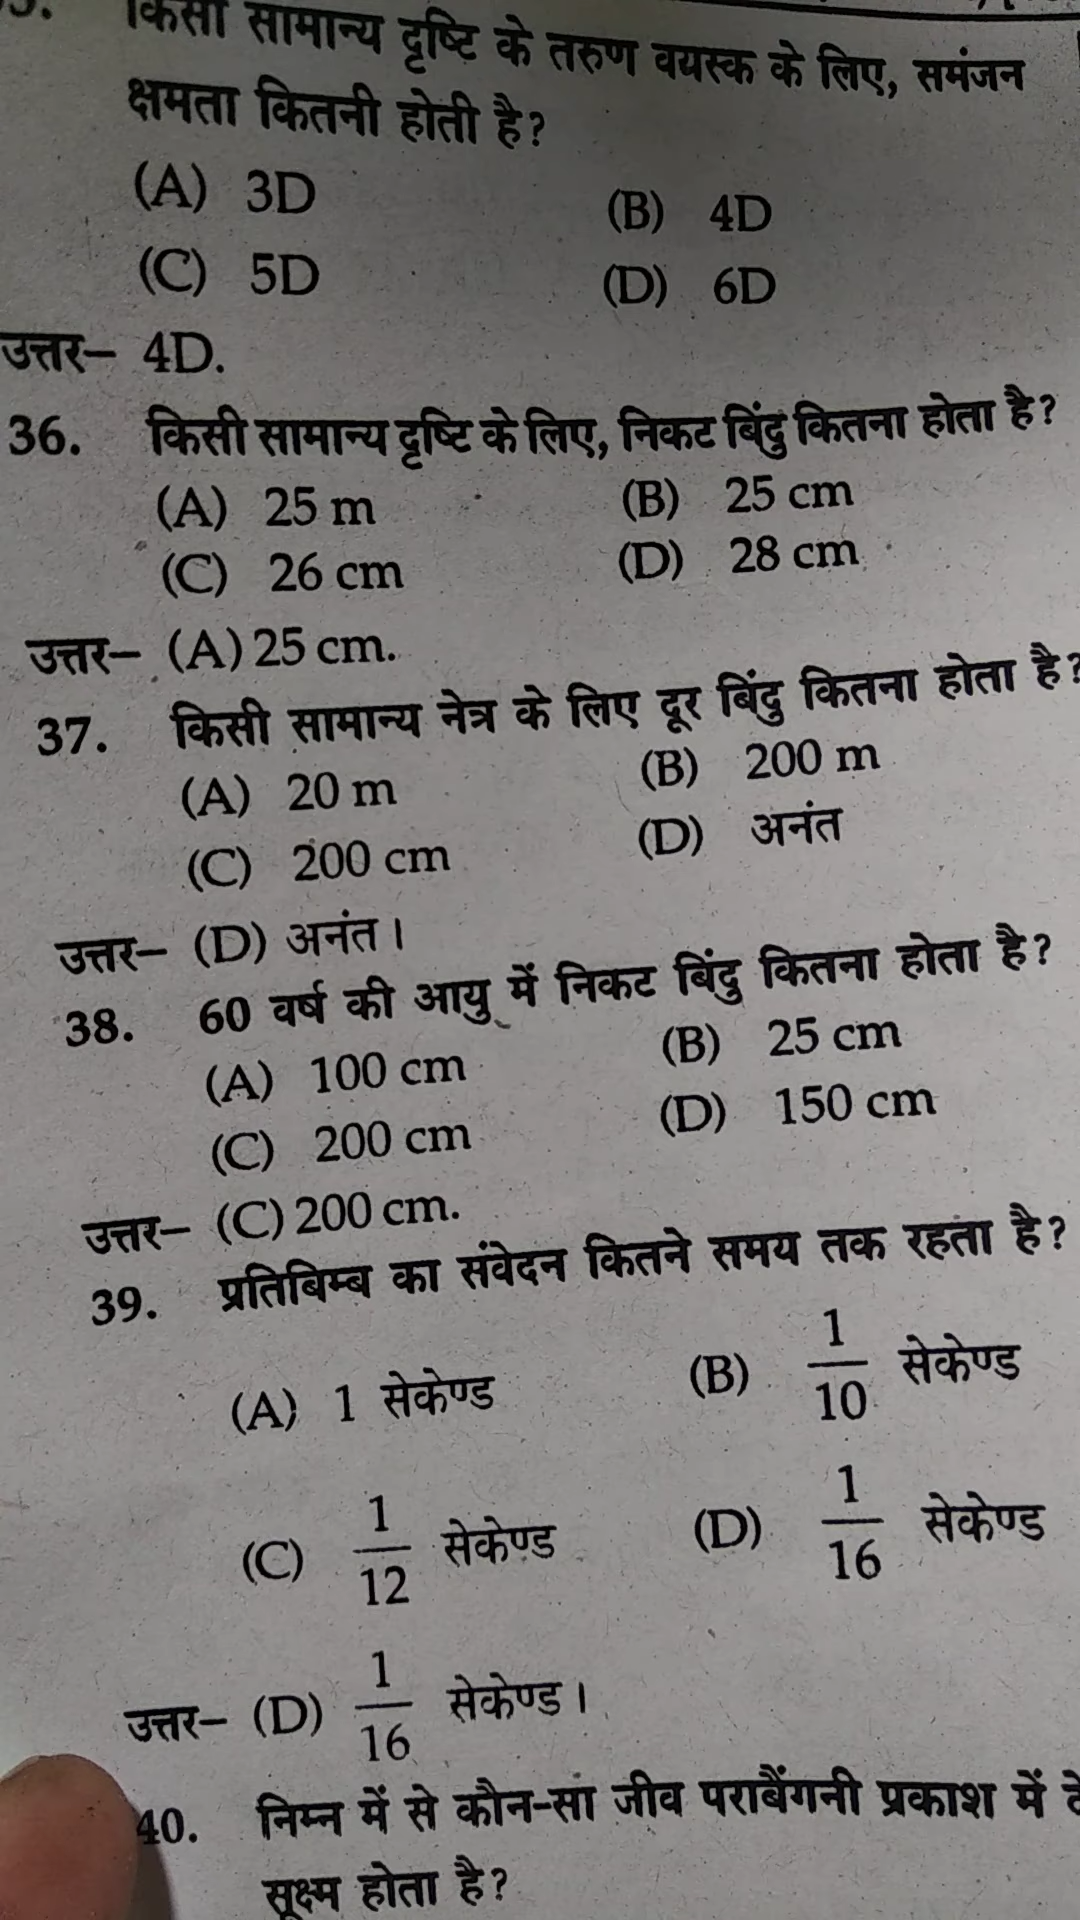 किसी सामान्य दृष्टि के तरुण वयस्क के लिए, समंजन
क्षमता कितनी होती है?
(A) 3D (B) 4D
(C) 5D (D) 6D
उत्तर– 4D.
36. किसी सामान्य दृष्टि के लिए, निकट बिंदु कितना होता है?
(A) 25 m (B) 25 cm
(C) 26 cm (D) 28 cm
उत्तर– (A) 25 cm.
37. किसी सामान्य नेत्र के लिए दूर बिंदु कितना होता है?
(A) 20 m (B) 200 m
(C) 200 cm (D) अनंत
उत्तर– (D) अनंत।
38. 60 वर्ष की आयु में निकट बिंदु कितना होता है?
(A) 100 cm (B) 25 cm
(C) 200 cm (D) 150 cm
उत्तर– (C) 200 cm.
39. प्रतिबिम्ब का संवेदन कितने समय तक रहता है?
(A) 1 सेकेण्ड (B) 1/10 सेकेण्ड
(C) 1/12 सेकेण्ड (D) 1/16 सेकेण्ड
उत्तर– (D) 1/16 सेकेण्ड।
40. निम्न में से कौन-सा जीव पराबैंगनी प्रकाश में
सूक्ष्म होता है?